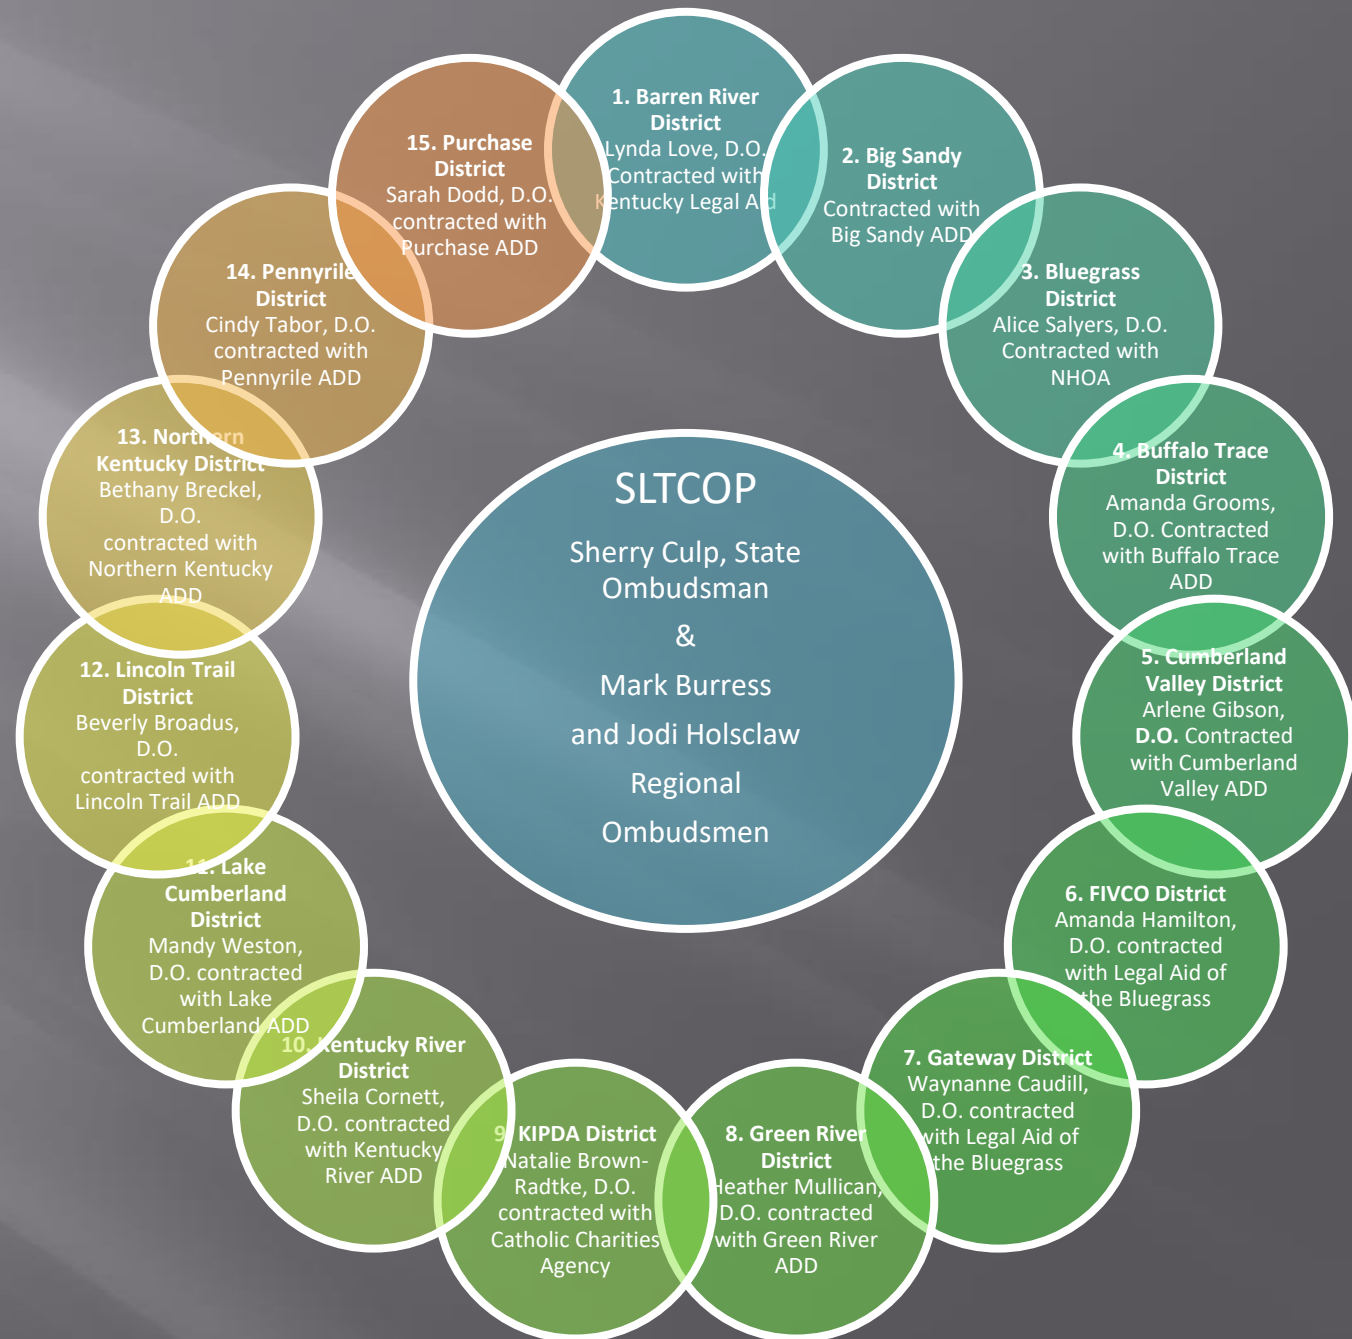 SLTCOP
Sherry Culp, State
Ombudsman
&
Mark Burress
and Jodi Holsclaw
Regional
Ombudsmen
1. Barren River
District
Lynda Love, D.O.
Contracted with
Kentucky Legal Aid
2. Big Sandy
District
Contracted with
Big Sandy ADD
3. Bluegrass
District
Alice Salyers, D.O.
Contracted with
NHOA
4. Buffalo Trace
District
Amanda Grooms,
D.O. Contracted
with Buffalo Trace
ADD
5. Cumberland
Valley District
Arlene Gibson,
D.O. Contracted
with Cumberland
Valley ADD
6. FIVCO District
Amanda Hamilton,
D.O. contracted
with Legal Aid of
the Bluegrass
7. Gateway District
Waynanne Caudill,
D.O. contracted
with Legal Aid of
the Bluegrass
8. Green River
District
Heather Mullican,
D.O. contracted
with Green River
ADD
9. KIPDA District
Natalie Brown-
Radtke, D.O.
contracted with
Catholic Charities
Agency
10. Kentucky River
District
Sheila Cornett,
D.O. contracted
with Kentucky
River ADD
11. Lake
Cumberland
District
Mandy Weston,
D.O. contracted
with Lake
Cumberland ADD
12. Lincoln Trail
District
Beverly Broadus,
D.O.
contracted with
Lincoln Trail ADD
13. Northern
Kentucky District
Bethany Breckel,
D.O.
contracted with
Northern Kentucky
ADD
14. Pennyrile
District
Cindy Tabor, D.O.
contracted with
Pennyrile ADD
15. Purchase
District
Sarah Dodd, D.O.
contracted with
Purchase ADD